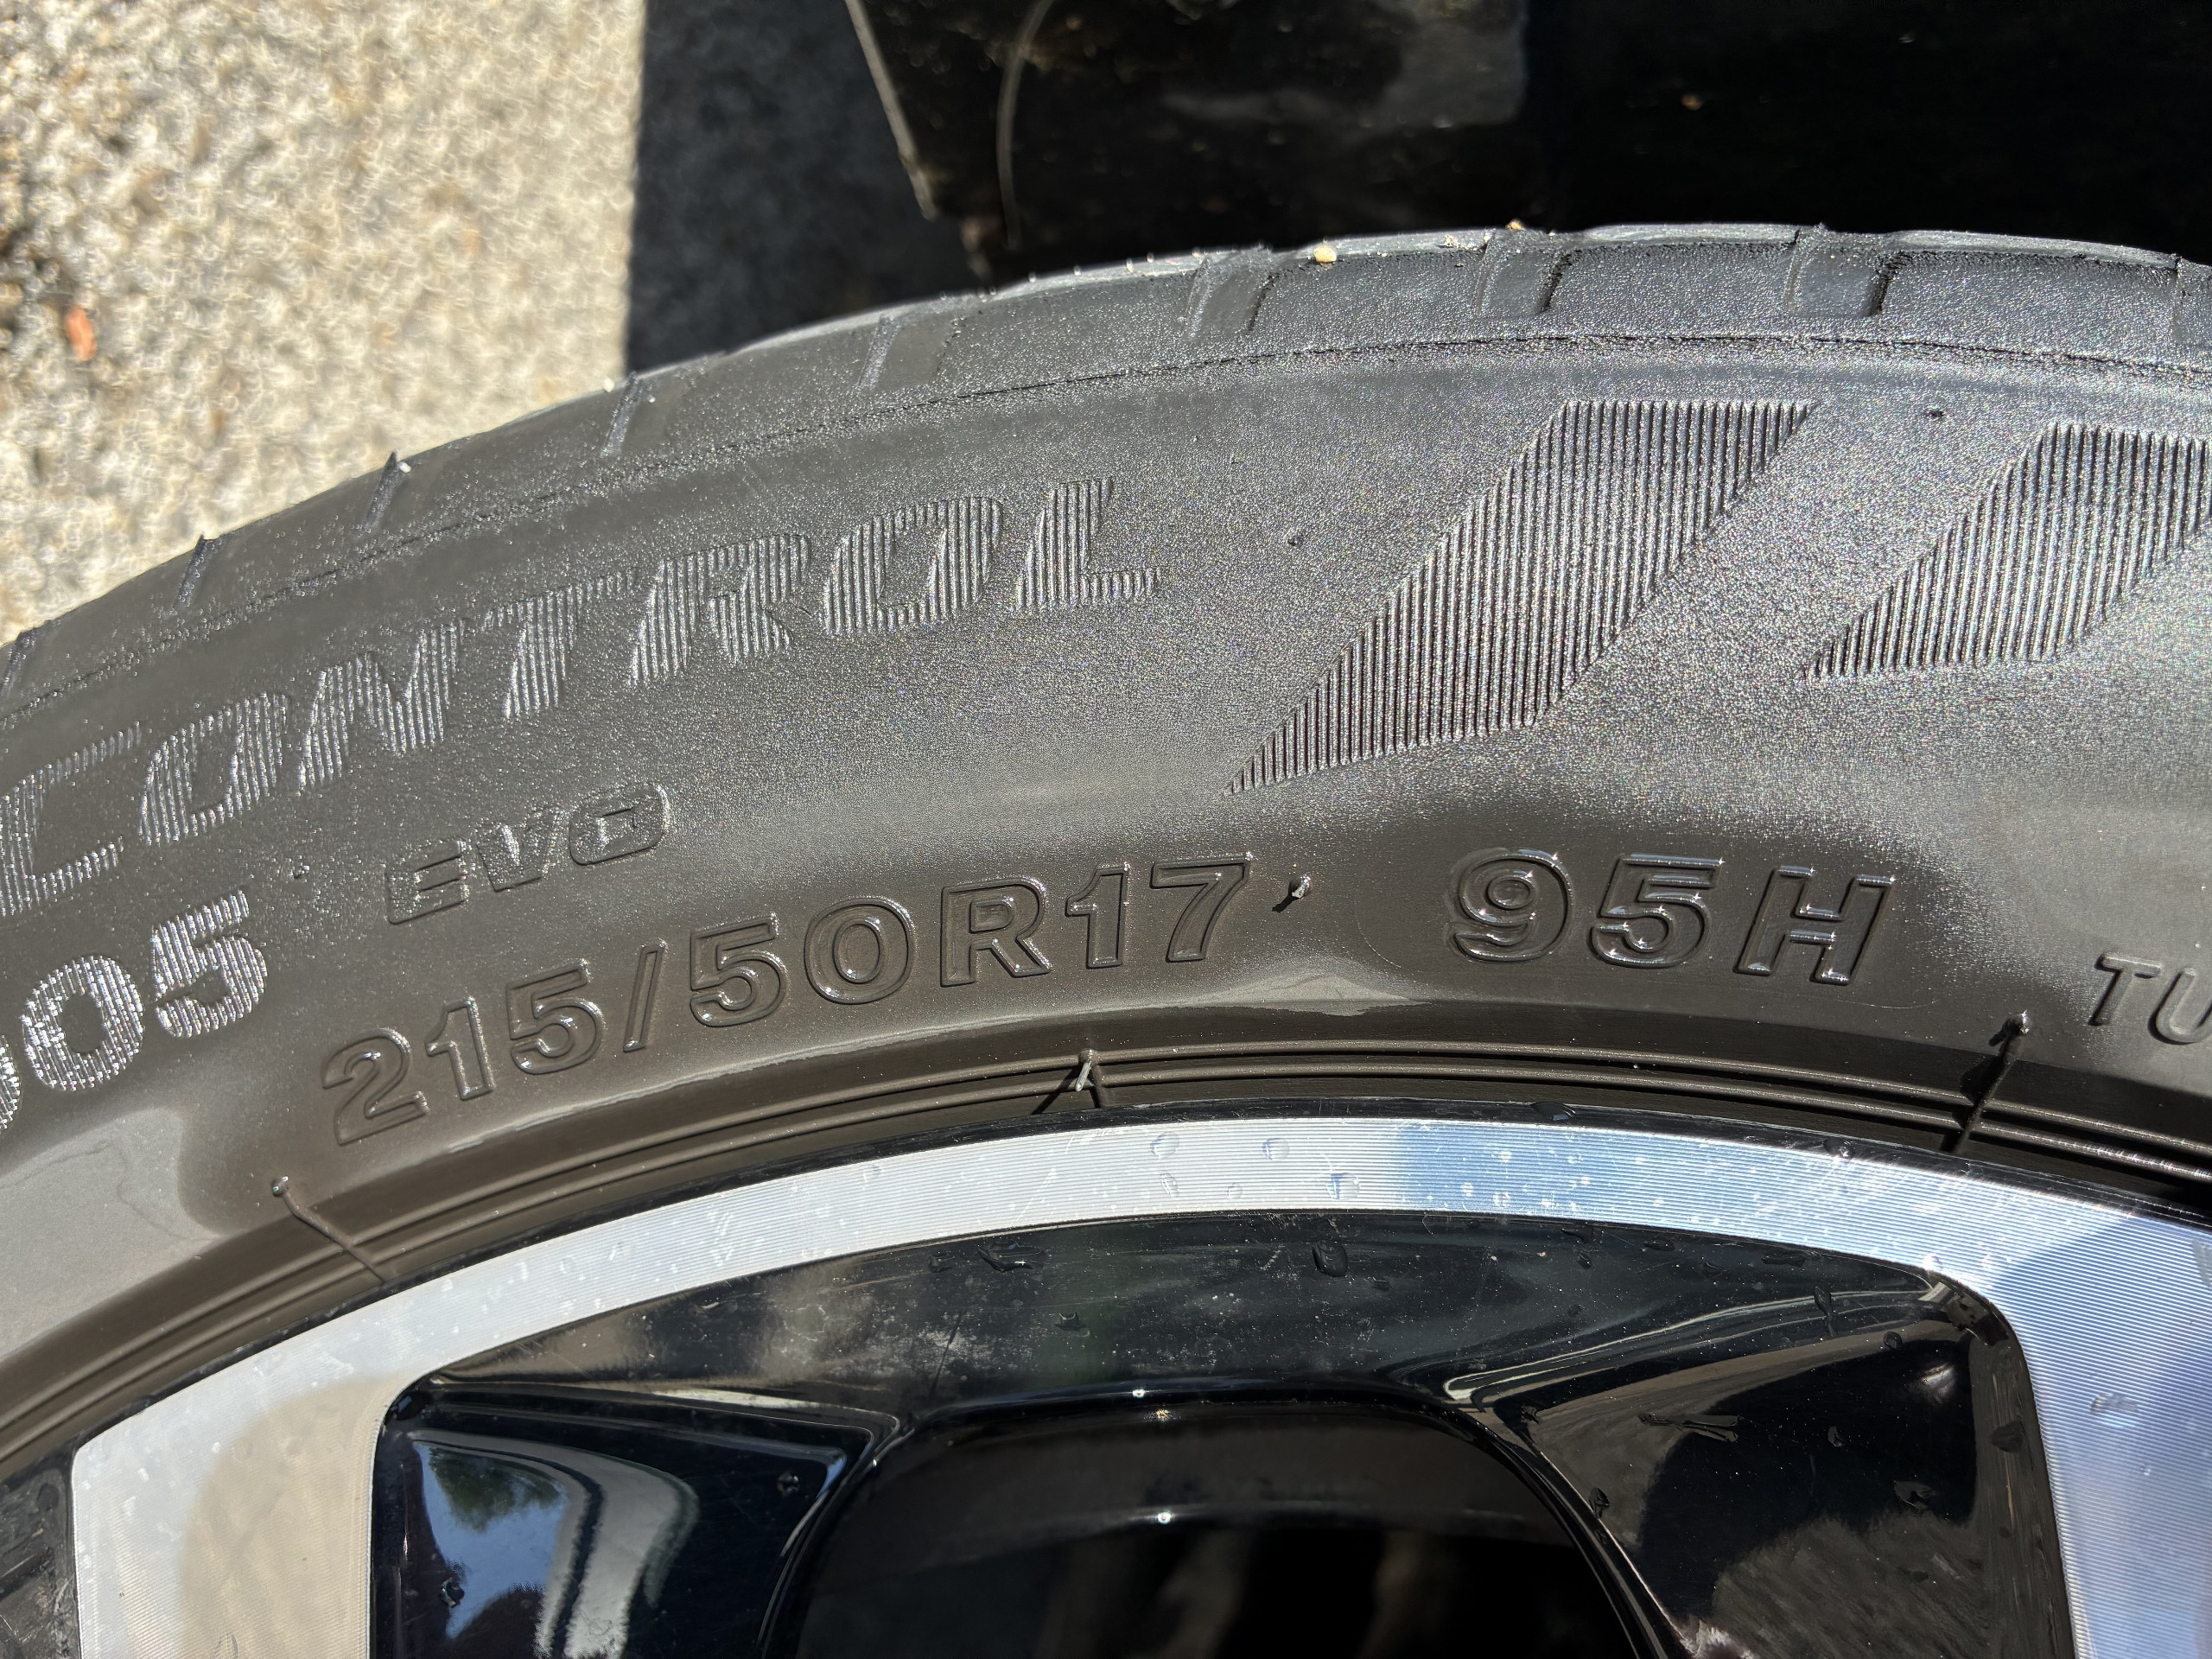 CONTROL
005 EVO
215/50R17 95H
TU